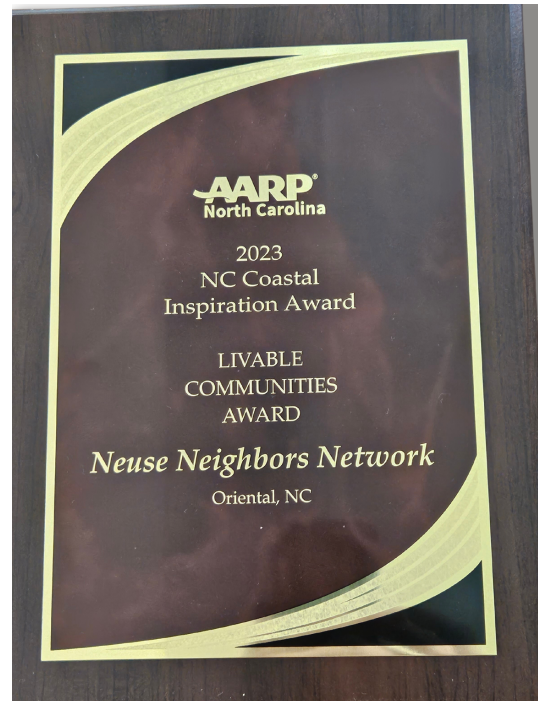 AARP®
North Carolina
2023
NC Coastal
Inspiration Award
LIVABLE
COMMUNITIES
AWARD
Neuse Neighbors Network
Oriental, NC